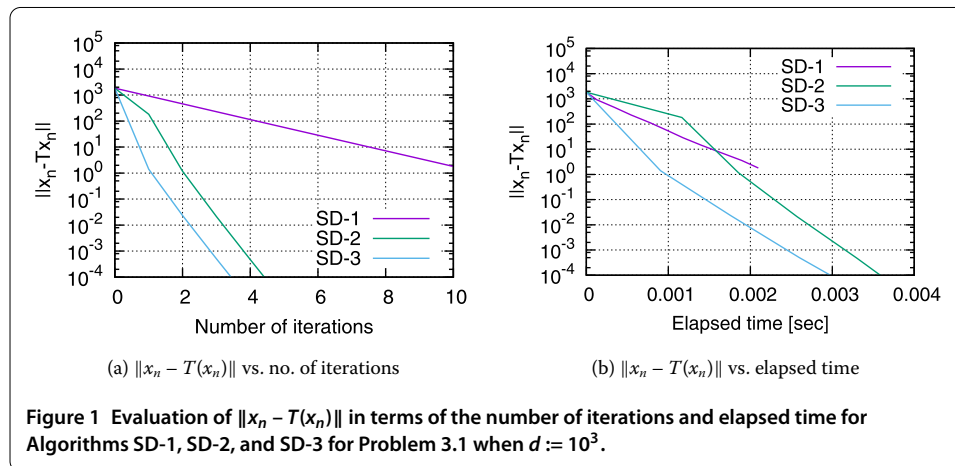 10^5
10^4
10^3
10^2
10^1
10^0
10^-1
10^-2
10^-3
10^-4
||x_n-Tx_n||
SD-1
SD-2
SD-3
0 2 4 6 8 10
Number of iterations
(a) ‖x_n – T(x_n)‖ vs. no. of iterations
10^5
10^4
10^3
10^2
10^1
10^0
10^-1
10^-2
10^-3
10^-4
||x_n-Tx_n||
SD-1
SD-2
SD-3
0 0.001 0.002 0.003 0.004
Elapsed time [sec]
(b) ‖x_n – T(x_n)‖ vs. elapsed time
Figure 1 Evaluation of ‖x_n – T(x_n)‖ in terms of the number of iterations and elapsed time for
Algorithms SD-1, SD-2, and SD-3 for Problem 3.1 when d := 10^3.